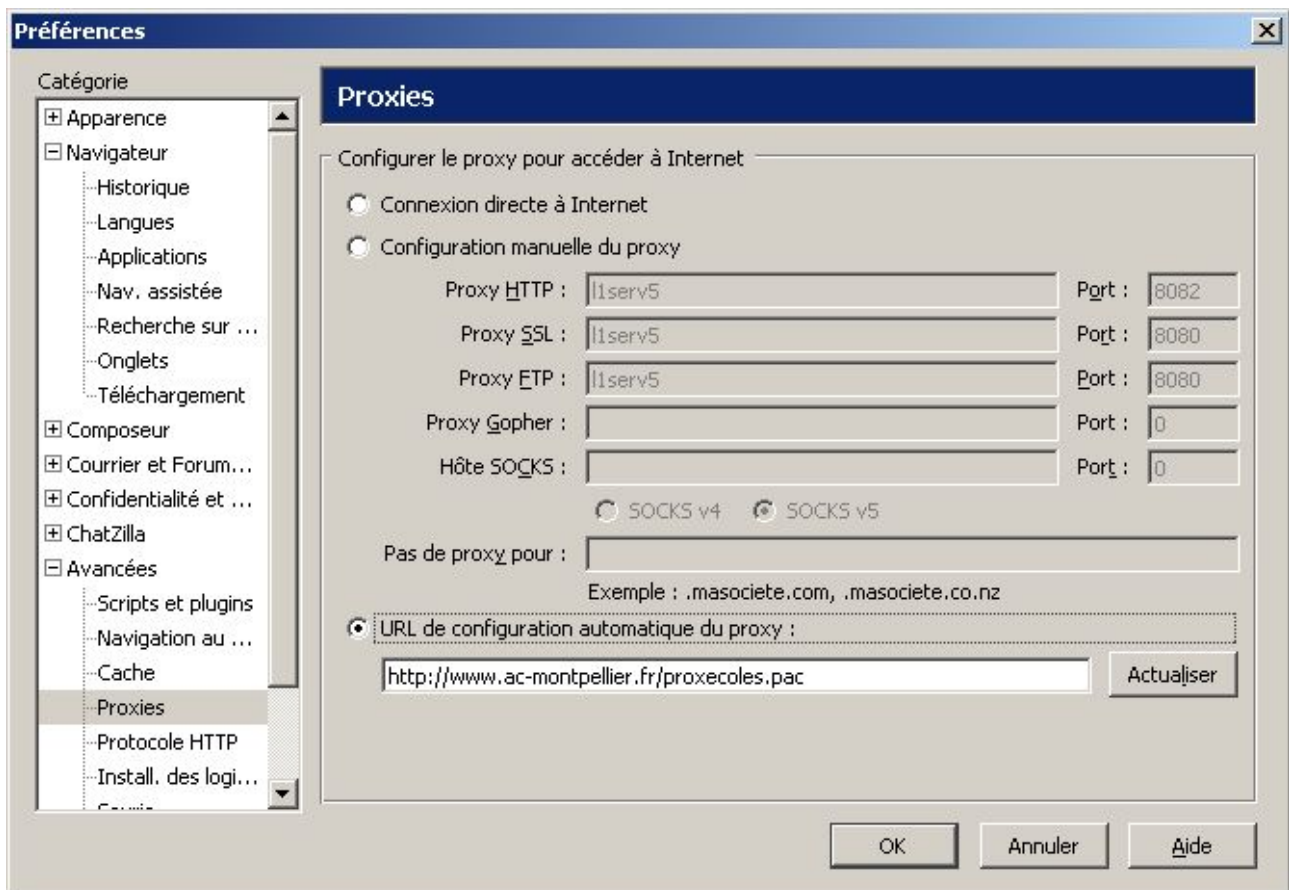 Préférences
Catégorie
Apparence
Navigateur
Historique
Langues
Applications
Nav. assistée
Recherche sur ...
Onglets
Téléchargement
Composeur
Courrier et Forum...
Confidentialité et ...
ChatZilla
Avancées
Scripts et plugins
Navigation au ...
Cache
Proxies
Protocole HTTP
Install. des logi...
Proxies
Configurer le proxy pour accéder à Internet
Connexion directe à Internet
Configuration manuelle du proxy
Proxy HTTP : l1serv5 Port : 8082
Proxy SSL : l1serv5 Port : 8080
Proxy FTP : l1serv5 Port : 8080
Proxy Gopher : Port : 0
Hôte SOCKS : Port : 0
SOCKS v4 SOCKS v5
Pas de proxy pour :
Exemple : .masociete.com, .masociete.co.nz
URL de configuration automatique du proxy :
http://www.ac-montpellier.fr/proxecoles.pac Actualiser
OK Annuler Aide